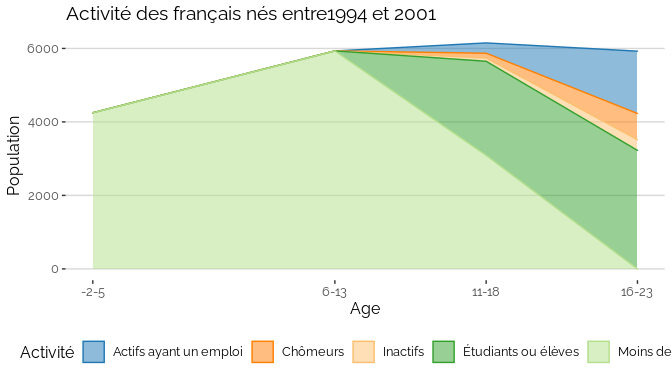 Activité des français nés entre1994 et 2001
Population
6000
4000
2000
0
-2-5
6-13
11-18
16-23
Age
Activité
Actifs ayant un emploi
Chômeurs
Inactifs
Étudiants ou élèves
Moins de